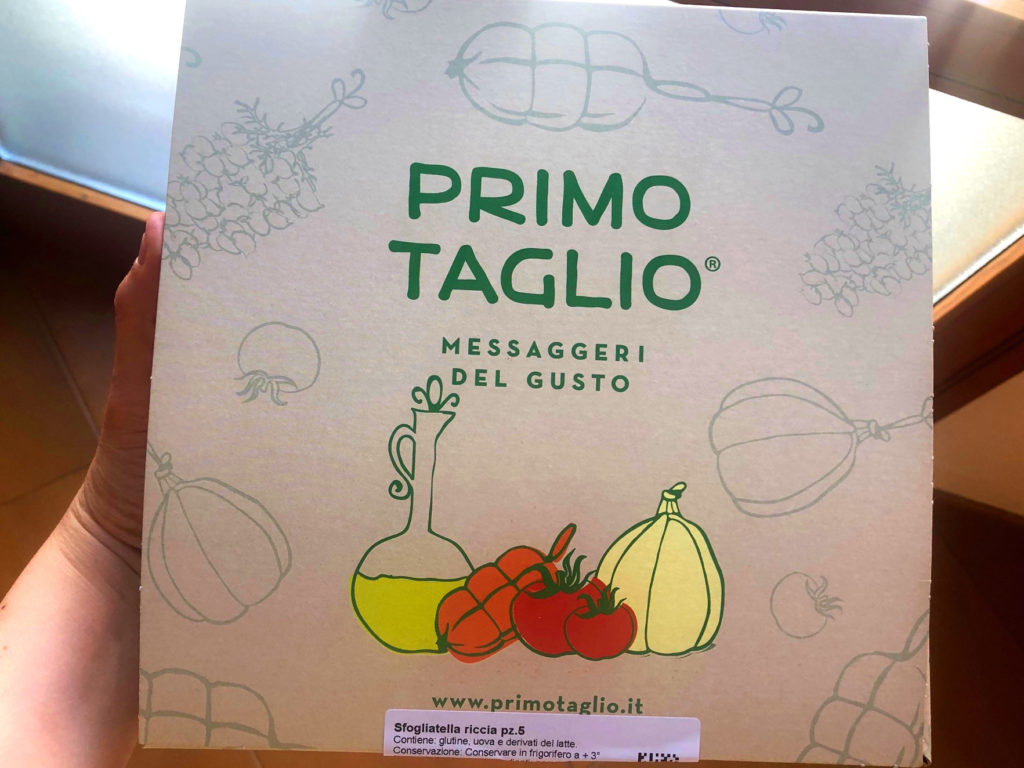 PRIMO
TAGLIO®
MESSAGGERI
DEL GUSTO
www.primotaglio.it
Sfogliatella riccia pz.5
Contiene: glutine, uova e derivati del latte.
Conservazione: Conservare in frigorifero a + 3°